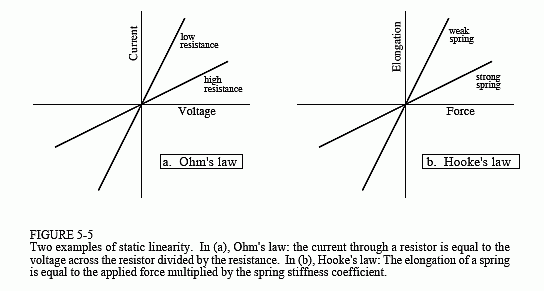 Current
low
resistance
high
resistance
Voltage
a. Ohm's law
Elongation
weak
spring
strong
spring
Force
b. Hooke's law
FIGURE 5-5
Two examples of static linearity. In (a), Ohm's law: the current through a resistor is equal to the
voltage across the resistor divided by the resistance. In (b), Hooke's law: The elongation of a spring
is equal to the applied force multiplied by the spring stiffness coefficient.